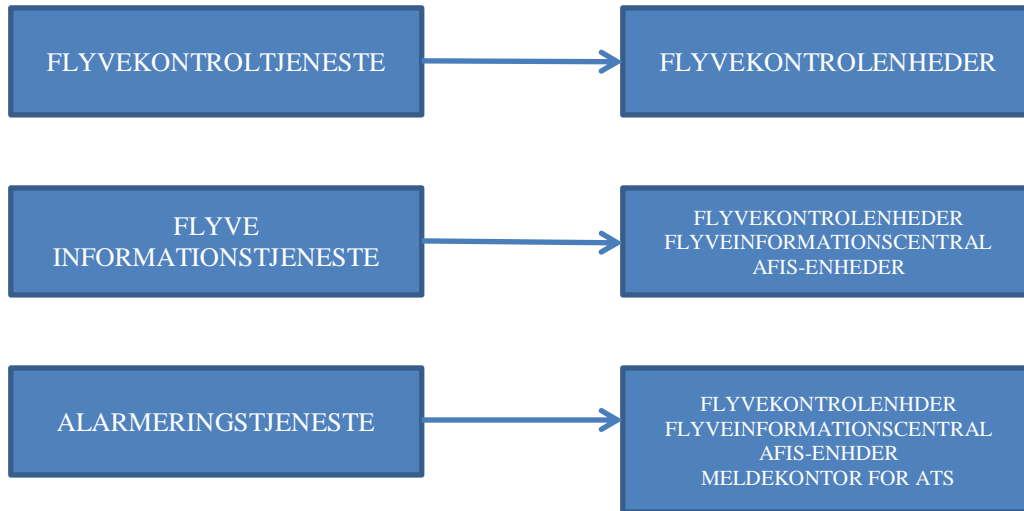 FLYVEKONTROLTJENESTE
FLYVEKONTROLENHEDER
FLYVE
INFORMATIONSTJENESTE
FLYVEKONTROLENHEDER
FLYVEINFORMATIONSCENTRAL
AFIS-ENHEDER
ALARMERINGSTJENESTE
FLYVEKONTROLENHDER
FLYVEINFORMATIONSCENTRAL
AFIS-ENHDER
MELDEKONTOR FOR ATS